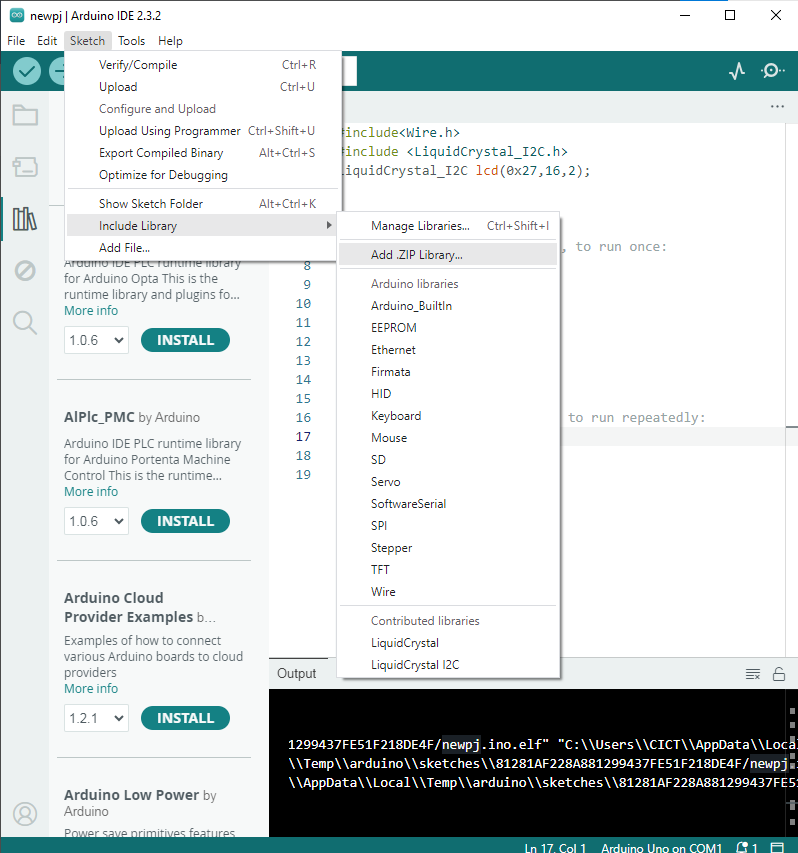 newpj | Arduino IDE 2.3.2
File Edit Sketch Tools Help
Verify/Compile Ctrl+R
Upload Ctrl+U
Configure and Upload
Upload Using Programmer Ctrl+Shift+U
Export Compiled Binary Alt+Ctrl+S
Optimize for Debugging
Show Sketch Folder Alt+Ctrl+K
Include Library
Add File...
Manage Libraries... Ctrl+Shift+I
Add .ZIP Library...
Arduino libraries
Arduino_BuiltIn
EEPROM
Ethernet
Firmata
HID
Keyboard
Mouse
SD
Servo
SoftwareSerial
SPI
Stepper
TFT
Wire
Contributed libraries
LiquidCrystal
LiquidCrystal I2C
#include<Wire.h>
#include <LiquidCrystal_I2C.h>
iquidCrystal_I2C lcd(0x27,16,2);
, to run once:
to run repeatedly:
8
9
10
11
12
13
14
15
16
17
18
19
Arduino IDE PLC runtime library
for Arduino Opta This is the
runtime library and plugins fo...
More info
1.0.6 INSTALL
AlPlc_PMC by Arduino
Arduino IDE PLC runtime library
for Arduino Portenta Machine
Control This is the runtime...
More info
1.0.6 INSTALL
Arduino Cloud
Provider Examples b...
Examples of how to connect
various Arduino boards to cloud
providers
More info
1.2.1 INSTALL
Arduino Low Power by
Arduino
Power save primitives features
Output
1299437FE51F218DE4F/newpj.ino.elf" "C:\\Users\\CICT\\AppData\\Loca
\\Temp\\arduino\\sketches\\81281AF228A881299437FE51F218DE4F/newpj.
\\AppData\\Local\\Temp\\arduino\\sketches\\81281AF228A881299437FE51
Ln 17, Col 1 Arduino Uno on COM1 1